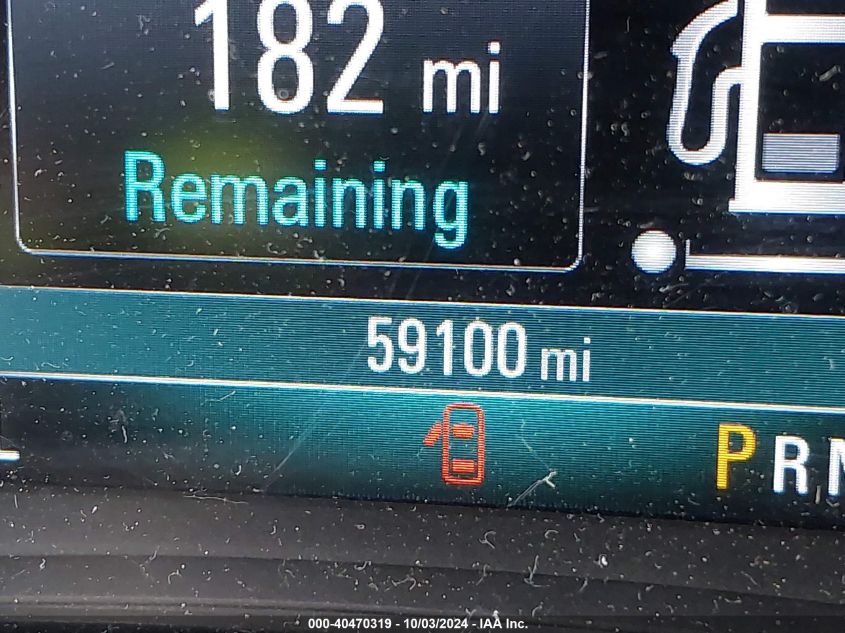 182 mi
Remaining
59100 mi
P R N
000-40470319 - 10/03/2024 - IAA Inc.